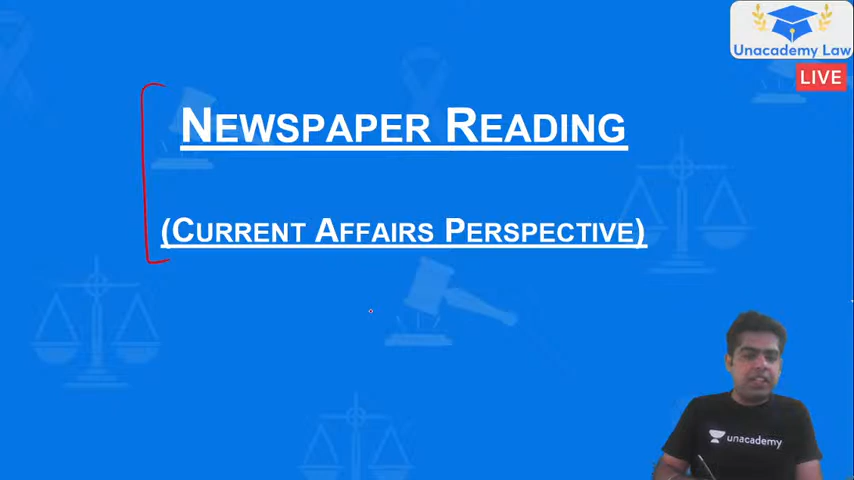 Unacademy Law
LIVE
NEWSPAPER READING
(CURRENT AFFAIRS PERSPECTIVE)
unacademy